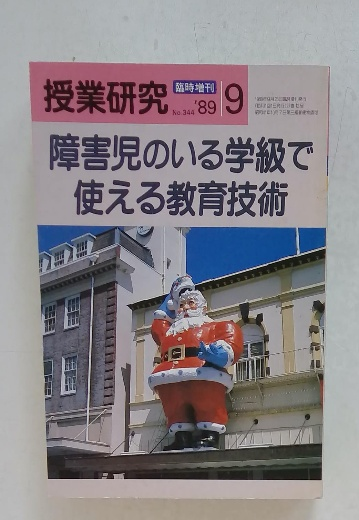 授業研究
臨時増刊
No.344 '89 9
障害児のいる学級で
使える教育技術